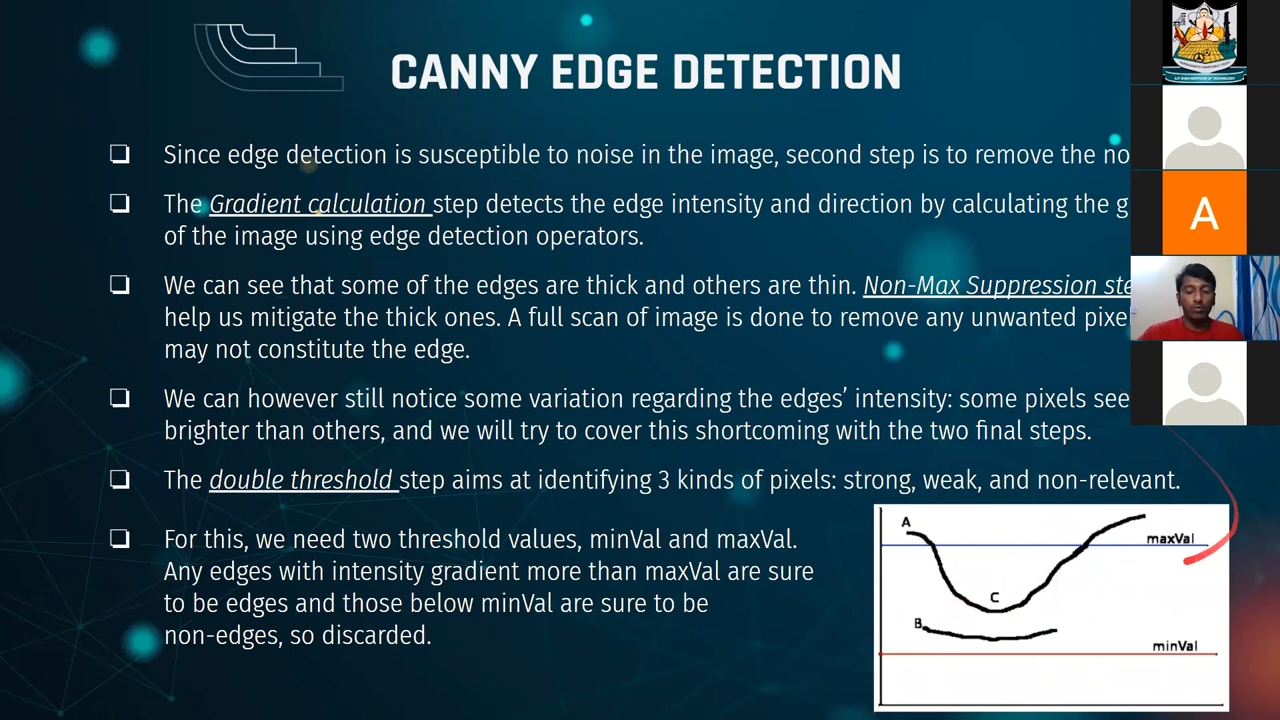 CANNY EDGE DETECTION
Since edge detection is susceptible to noise in the image, second step is to remove the no
The Gradient calculation step detects the edge intensity and direction by calculating the g
of the image using edge detection operators.
We can see that some of the edges are thick and others are thin. Non-Max Suppression ste
help us mitigate the thick ones. A full scan of image is done to remove any unwanted pixe
may not constitute the edge.
We can however still notice some variation regarding the edges’ intensity: some pixels see
brighter than others, and we will try to cover this shortcoming with the two final steps.
The double threshold step aims at identifying 3 kinds of pixels: strong, weak, and non-relevant.
For this, we need two threshold values, minVal and maxVal.
Any edges with intensity gradient more than maxVal are sure
to be edges and those below minVal are sure to be
non-edges, so discarded.
A
maxVal
C
B
minVal
A